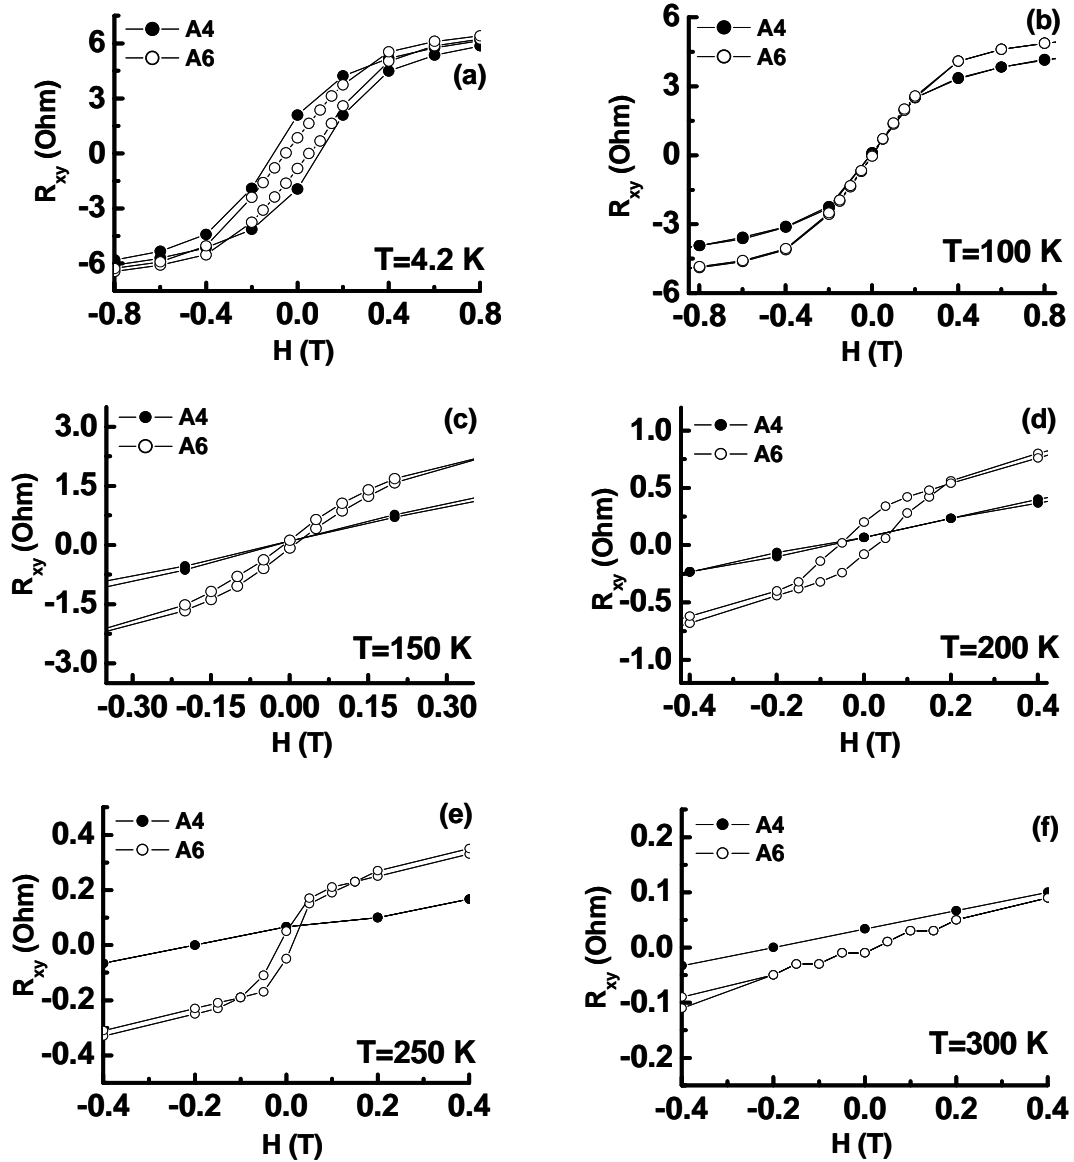 A4
A6
(a)
6
3
0
-3
-6
R_xy (Ohm)
T=4.2 K
-0.8 -0.4 0.0 0.4 0.8
H (T)
A4
A6
(b)
6
3
0
-3
-6
R_xy (Ohm)
T=100 K
-0.8 -0.4 0.0 0.4 0.8
H (T)
A4
A6
(c)
3.0
1.5
0.0
-1.5
-3.0
R_xy (Ohm)
T=150 K
-0.30 -0.15 0.00 0.15 0.30
H (T)
A4
A6
(d)
1.0
0.5
0.0
-0.5
-1.0
R_xy (Ohm)
T=200 K
-0.4 -0.2 0.0 0.2 0.4
H (T)
A4
A6
(e)
0.4
0.2
0.0
-0.2
-0.4
R_xy (Ohm)
T=250 K
-0.4 -0.2 0.0 0.2 0.4
H (T)
A4
A6
(f)
0.2
0.1
0.0
-0.1
-0.2
R_xy (Ohm)
T=300 K
-0.4 -0.2 0.0 0.2 0.4
H (T)